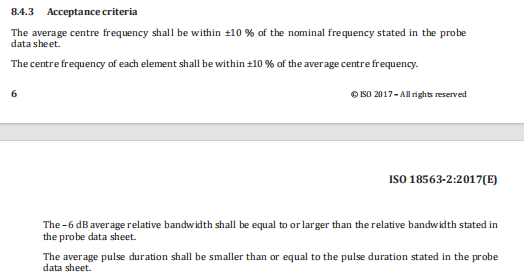 8.4.3 Acceptance criteria
The average centre frequency shall be within ±10 % of the nominal frequency stated in the probe
data sheet.
The centre frequency of each element shall be within ±10 % of the average centre frequency.
6
© ISO 2017 – All rights reserved
ISO 18563-2:2017(E)
The −6 dB average relative bandwidth shall be equal to or larger than the relative bandwidth stated in
the probe data sheet.
The average pulse duration shall be smaller than or equal to the pulse duration stated in the probe
data sheet.